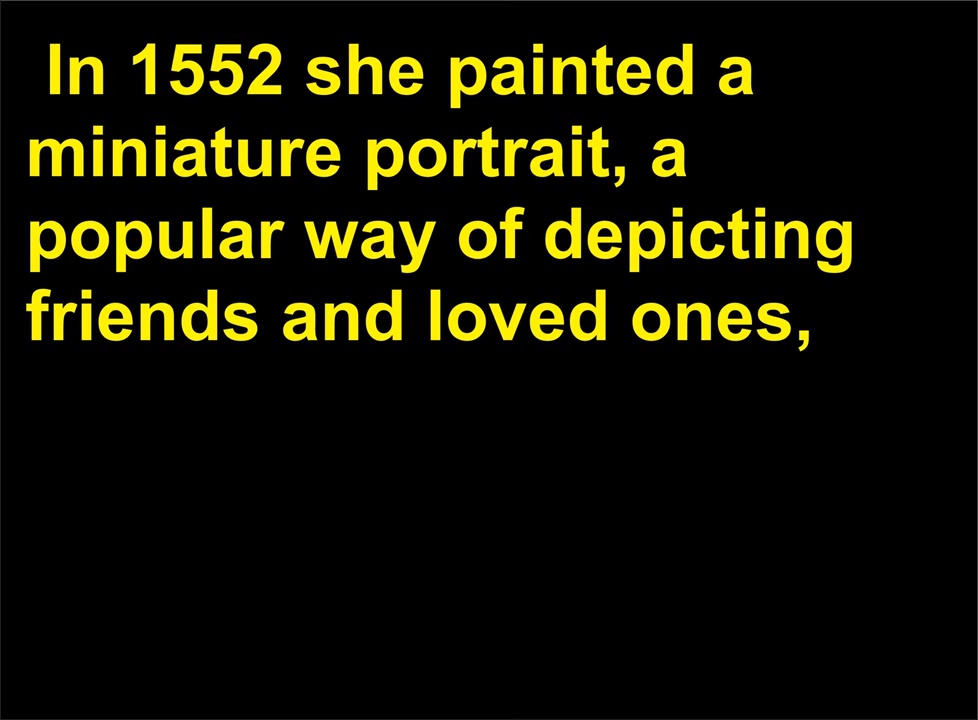 In 1552 she painted a
miniature portrait, a
popular way of depicting
friends and loved ones,